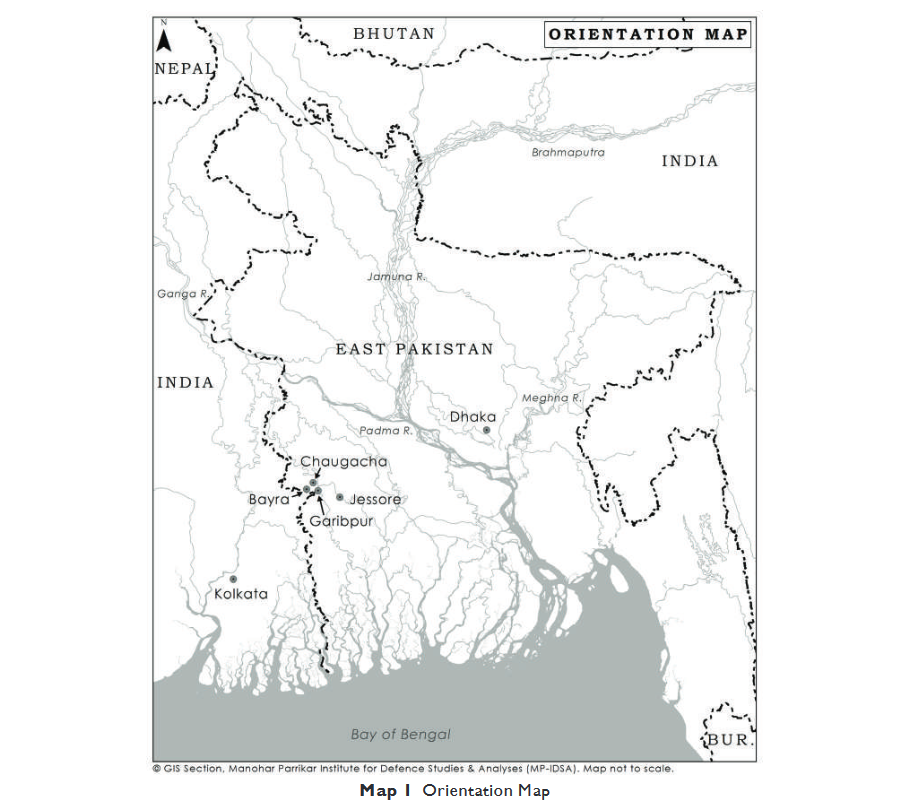 N
BHUTAN
ORIENTATION MAP
NEPAL
Brahmaputra
INDIA
Jamuna R.
Ganga R.
EAST PAKISTAN
INDIA
Meghna R.
Dhaka
Padma R.
Chaugacha
Bayra
Jessore
Garibpur
Kolkata
Bay of Bengal
BUR.
© GIS Section, Manohar Parrikar Institute for Defence Studies & Analyses (MP-IDSA). Map not to scale.
Map 1 Orientation Map